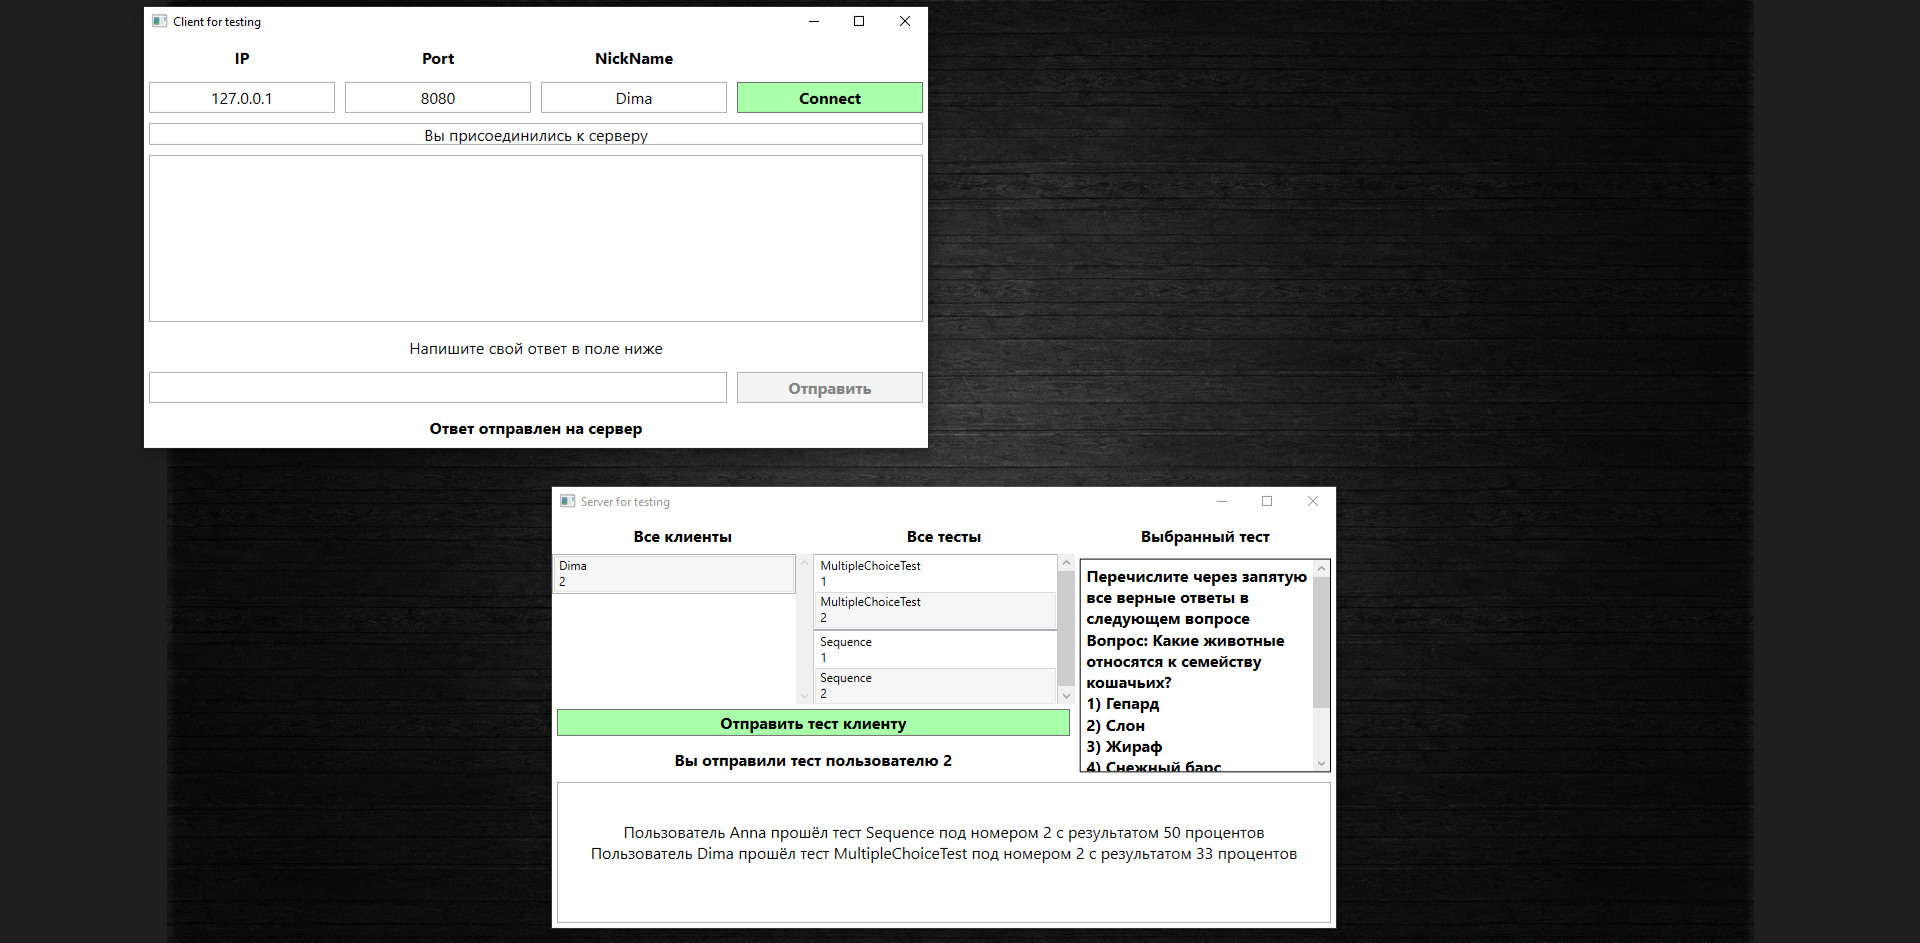 Client for testing
IP
Port
NickName
127.0.0.1
8080
Dima
Connect
Вы присоединились к серверу
Напишите свой ответ в поле ниже
Отправить
Ответ отправлен на сервер
Server for testing
Все клиенты
Все тесты
Выбранный тест
Dima
2
MultipleChoiceTest
1
MultipleChoiceTest
2
Sequence
1
Sequence
2
Перечислите через запятую
все верные ответы в
следующем вопросе
Вопрос: Какие животные
относятся к семейству
кошачьих?
1) Гепард
2) Слон
3) Жираф
4) Снежный барс
Отправить тест клиенту
Вы отправили тест пользователю 2
Пользователь Anna прошёл тест Sequence под номером 2 с результатом 50 процентов
Пользователь Dima прошёл тест MultipleChoiceTest под номером 2 с результатом 33 процентов